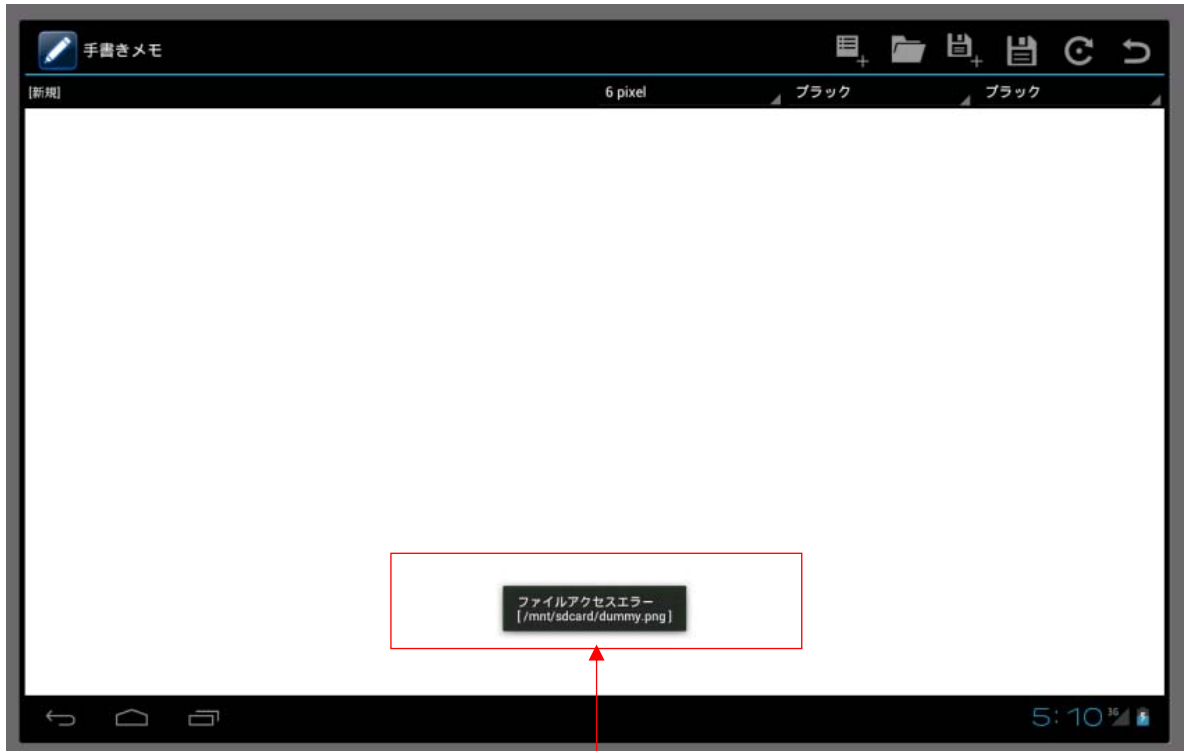 手書きメモ
[新規]
6 pixel
ブラック
ブラック
ファイルアクセスエラー
[/mnt/sdcard/dummy.png]
5:10
3G